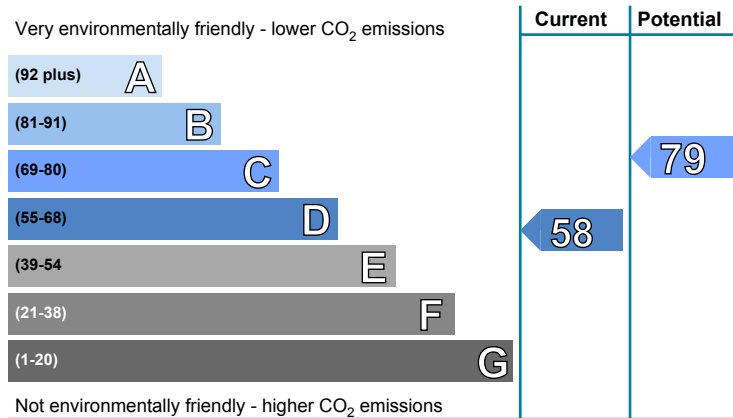 Current Potential
Very environmentally friendly - lower CO₂ emissions
(92 plus) A
(81-91) B
(69-80) C
79
(55-68) D
58
(39-54 E
(21-38) F
(1-20) G
Not environmentally friendly - higher CO₂ emissions